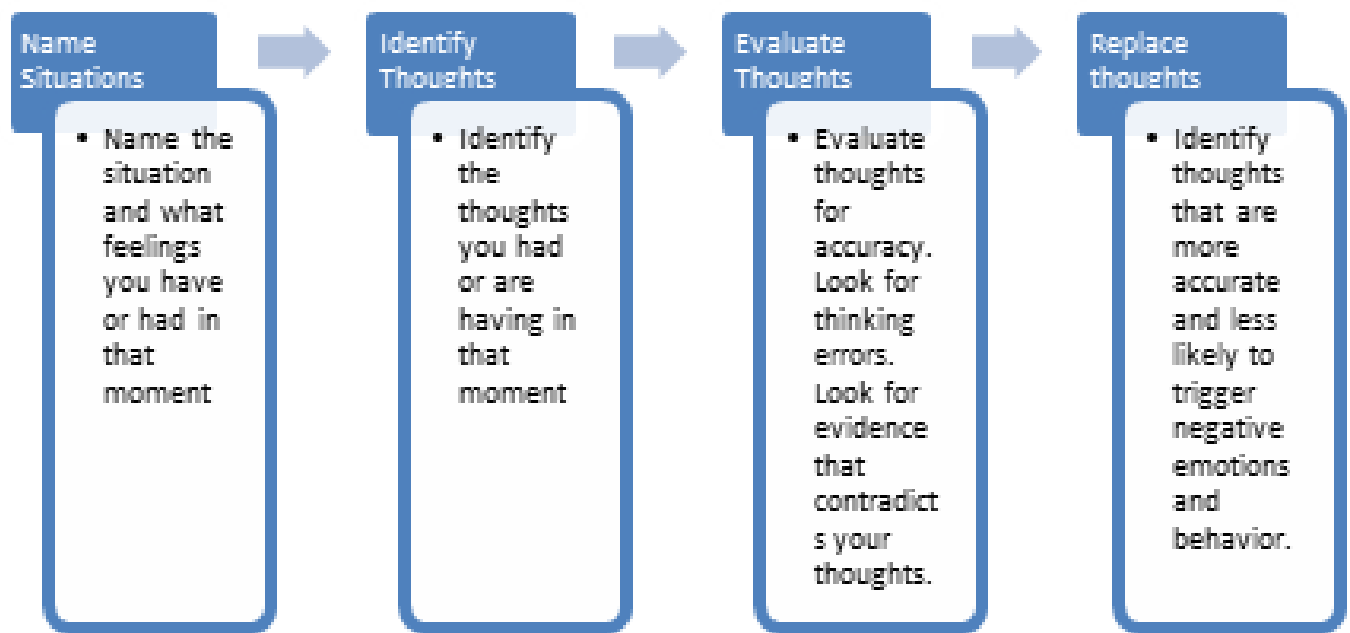 Name
Situations
• Name the
situation
and what
feelings
you have
or had in
that
moment
Identify
Thoughts
• Identify
the
thoughts
you had
or are
having in
that
moment
Evaluate
Thoughts
• Evaluate
thoughts
for
accuracy.
Look for
thinking
errors.
Look for
evidence
that
contradict
s your
thoughts.
Replace
thoughts
• Identify
thoughts
that are
more
accurate
and less
likely to
trigger
negative
emotions
and
behavior.